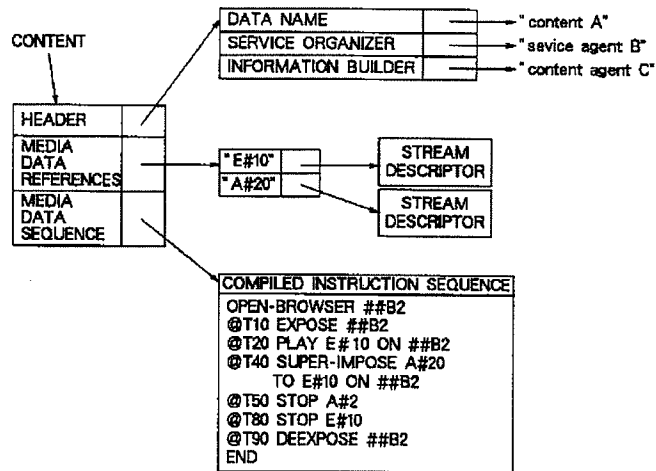 CONTENT
DATA NAME
"content A"
SERVICE ORGANIZER
"sevice agent B"
INFORMATION BUILDER
"content agent C"
HEADER
MEDIA
DATA
REFERENCES
MEDIA
DATA
SEQUENCE
"E#10"
"A#20"
STREAM
DESCRIPTOR
STREAM
DESCRIPTOR
COMPILED INSTRUCTION SEQUENCE
OPEN-BROWSER ##B2
@T10 EXPOSE ##B2
@T20 PLAY E#10 ON ##B2
@T40 SUPER-IMPOSE A#20
TO E#10 ON ##B2
@T50 STOP A#2
@T80 STOP E#10
@T90 DEEXPOSE ##B2
END